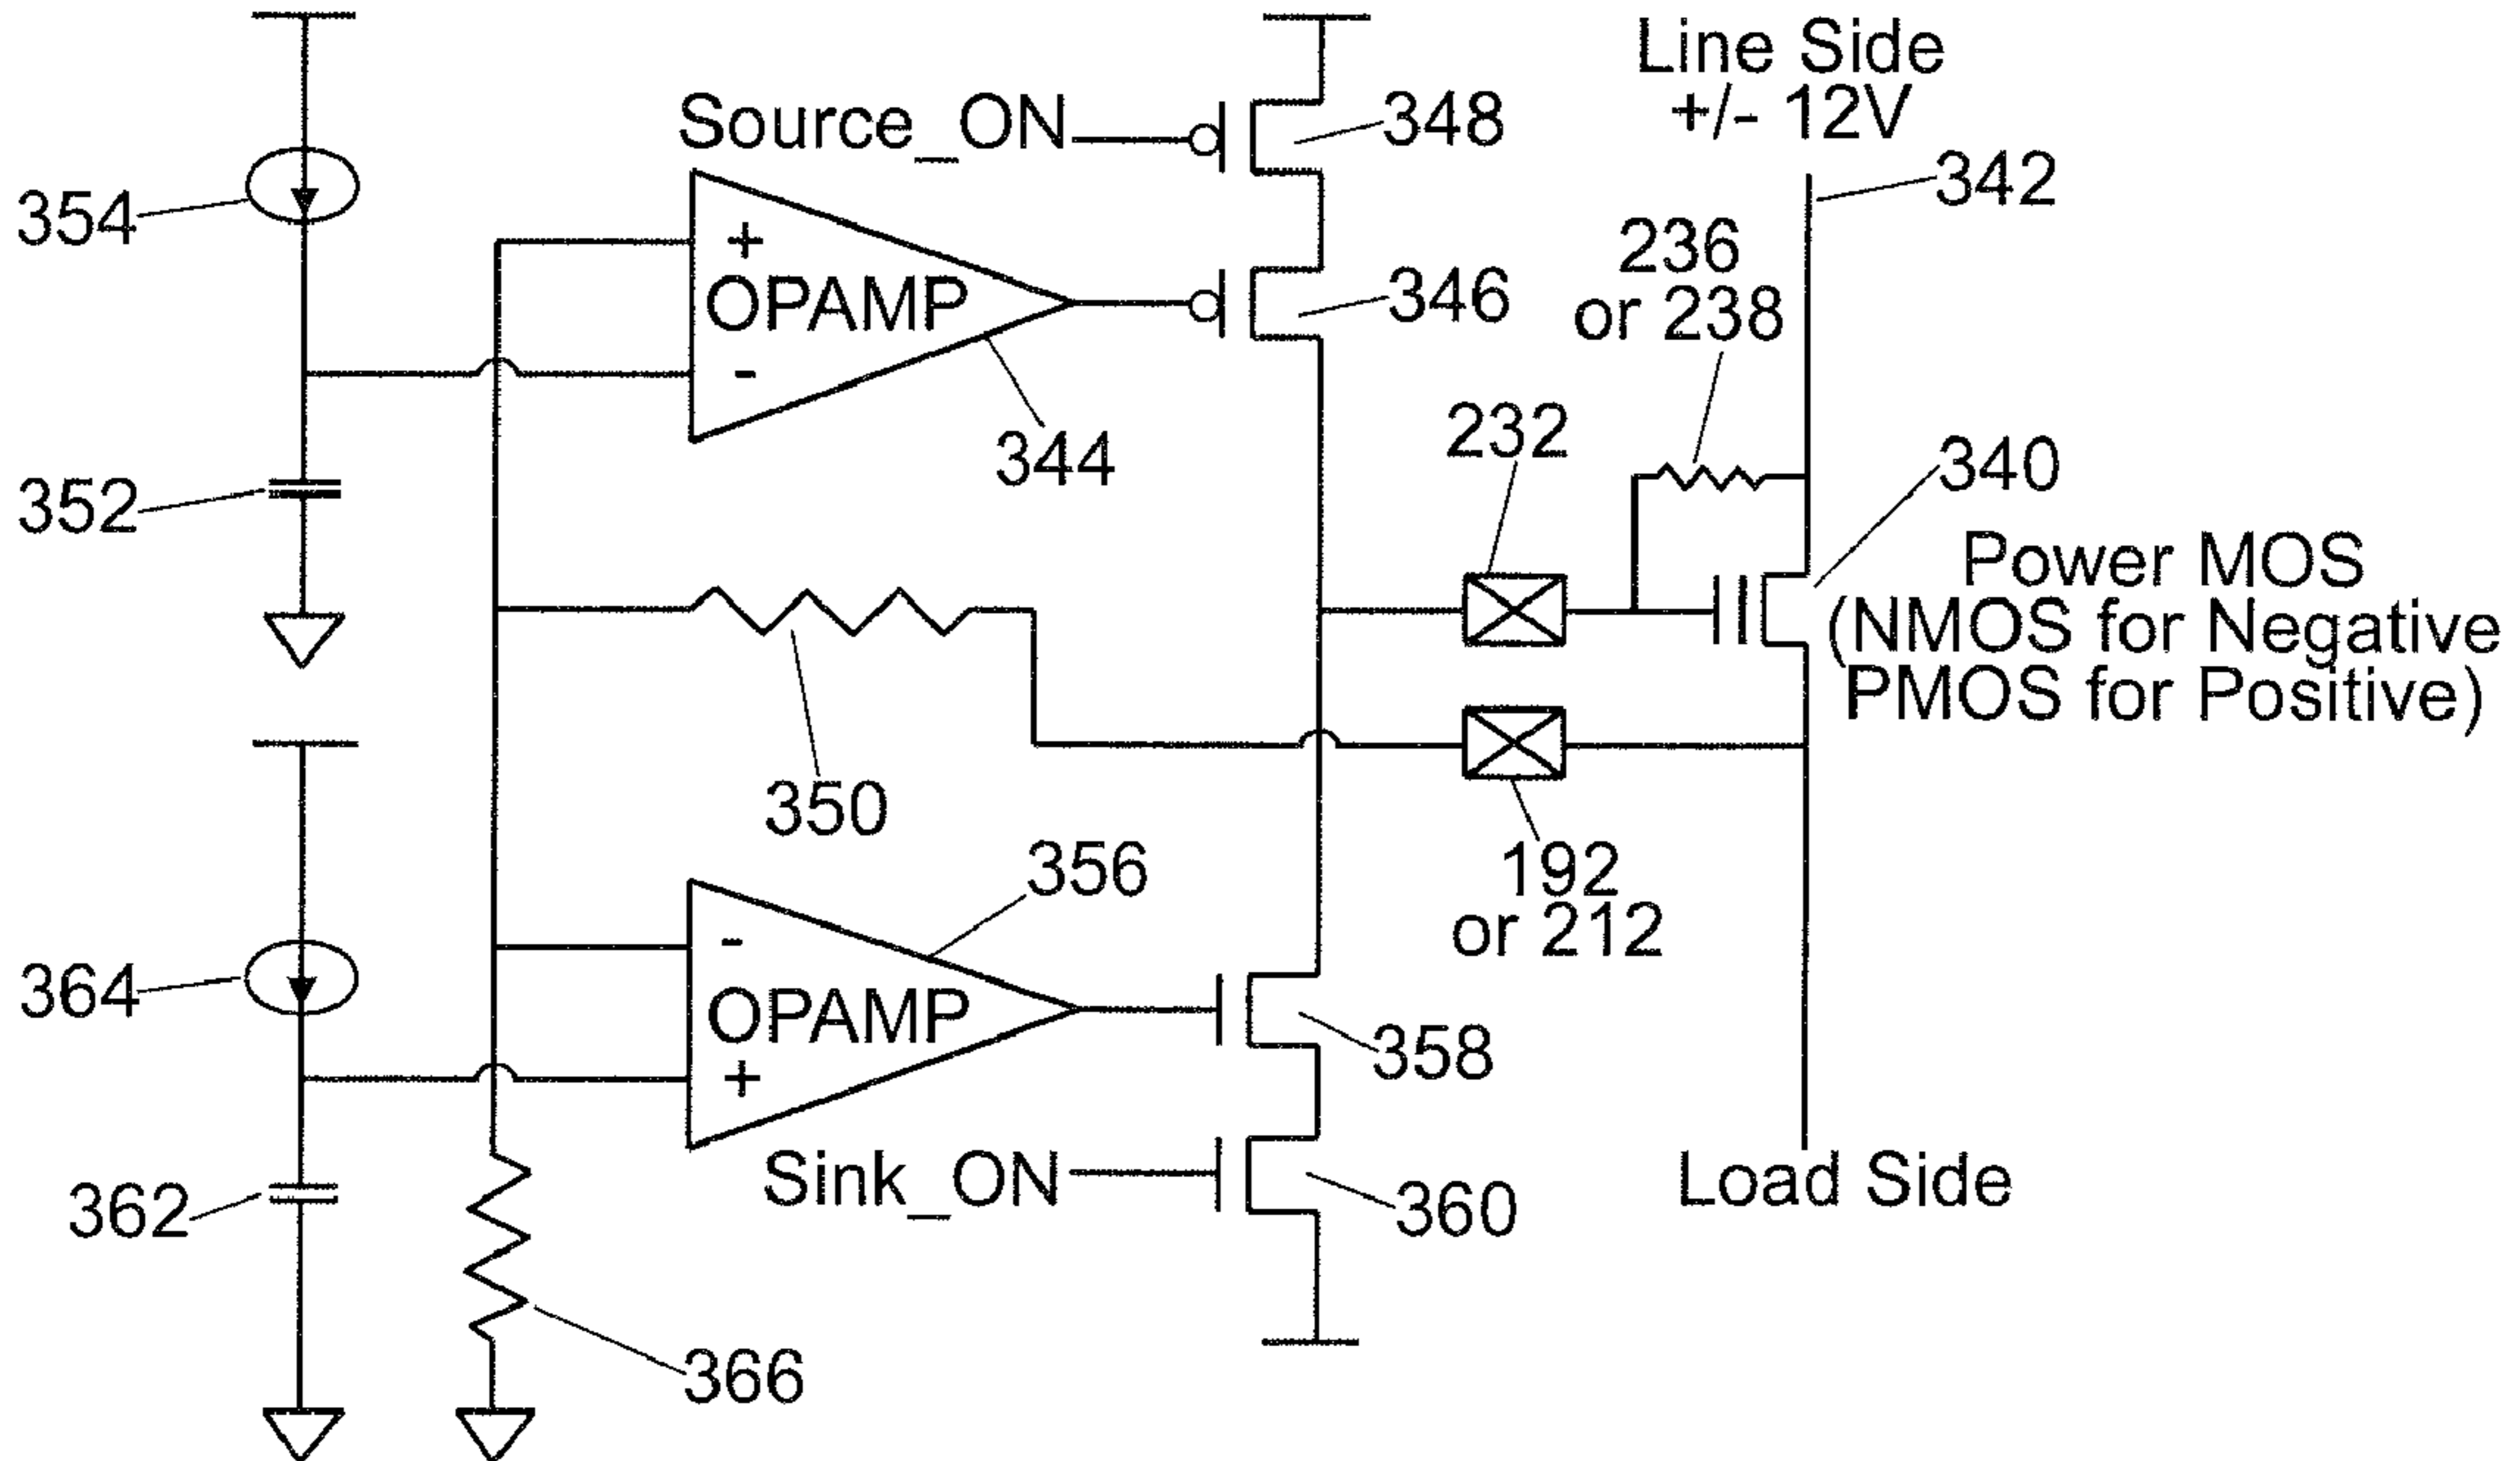 Line Side
+/- 12V
Source_ON
348
342
354
+
236
or 238
OPAMP
346
-
232
344
340
352
Power MOS
(NMOS for Negative
PMOS for Positive)
350
192
or 212
356
-
364
OPAMP
358
+
Sink_ON
Load Side
362
360
366